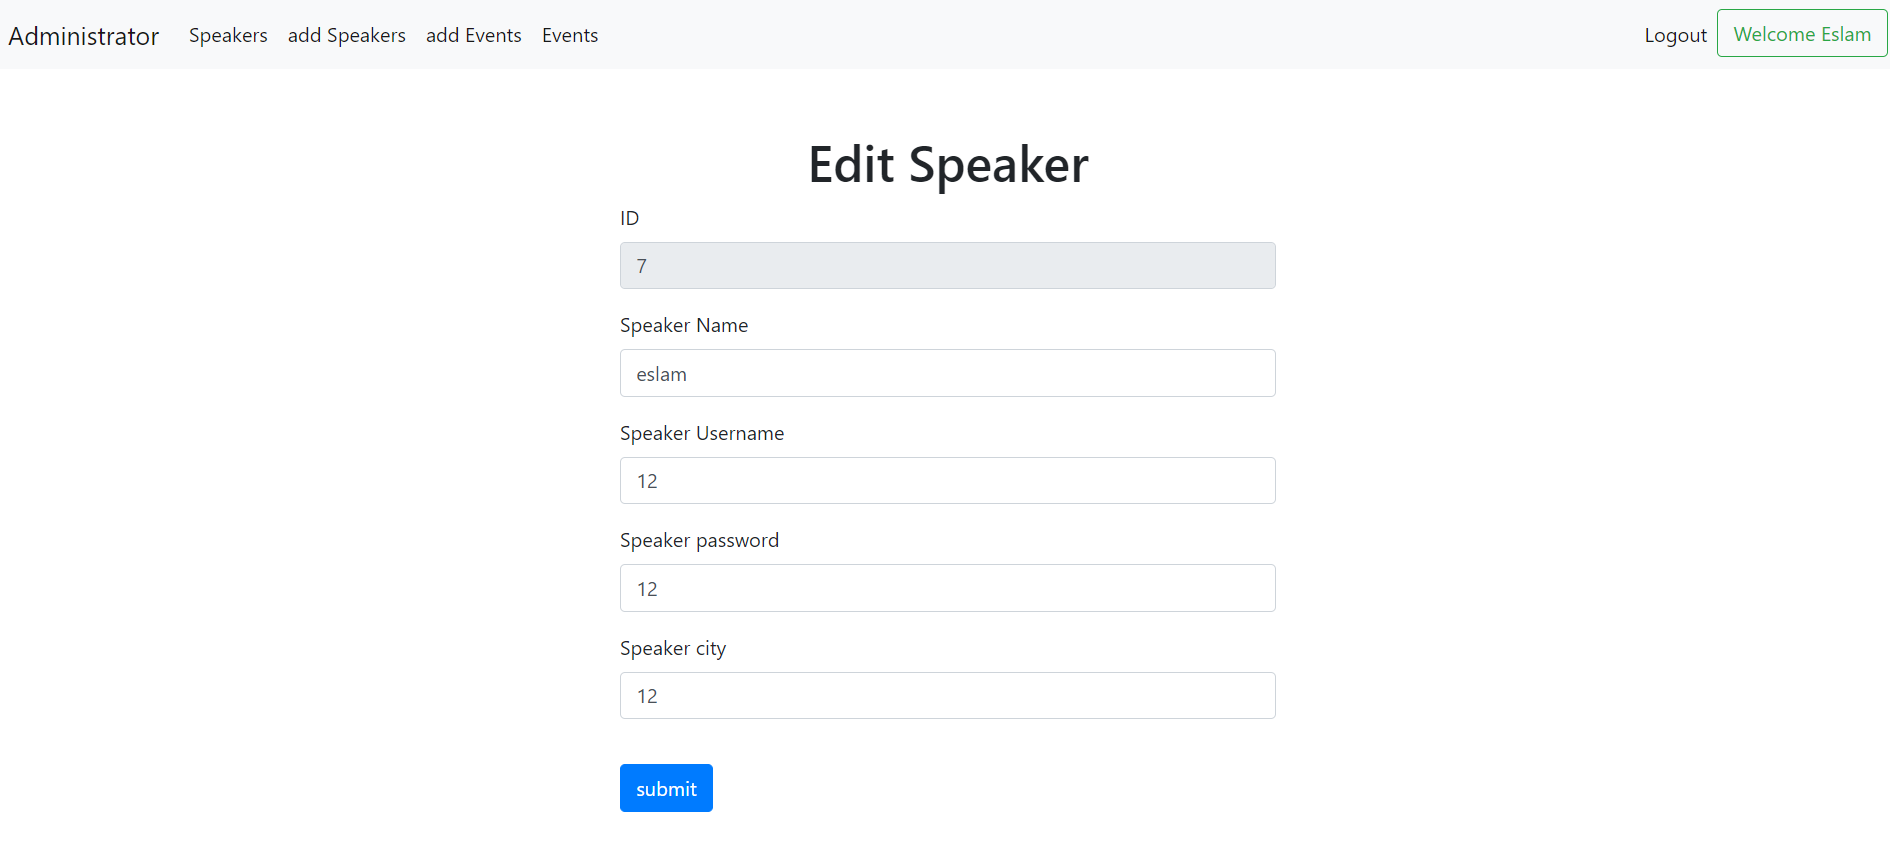 Administrator Speakers add Speakers add Events Events Logout Welcome Eslam
Edit Speaker
ID
7
Speaker Name
eslam
Speaker Username
12
Speaker password
12
Speaker city
12
submit